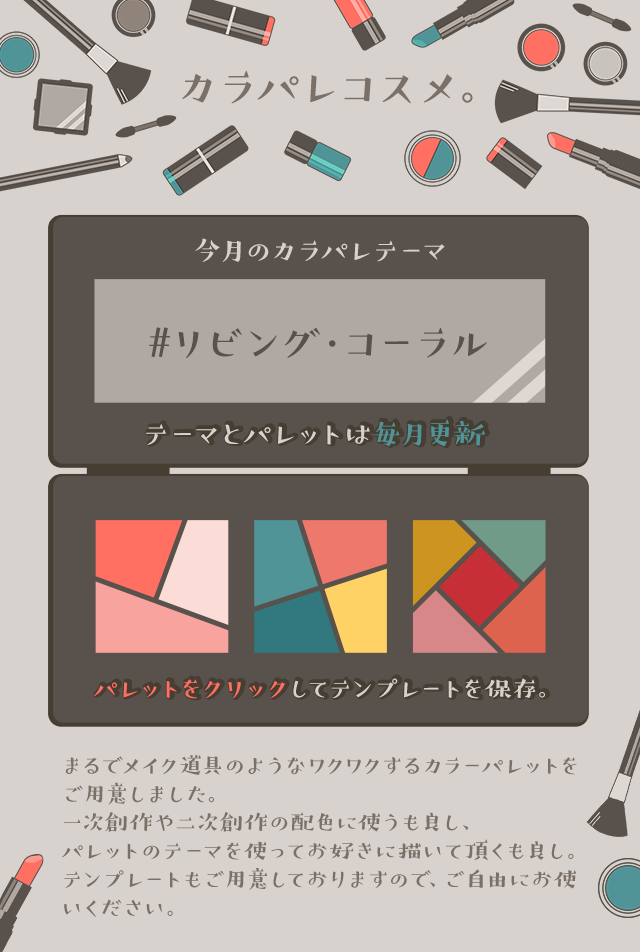 カラパレコスメ。
今月のカラパレテーマ
#リビング・コーラル
テーマとパレットは毎月更新
パレットをクリックしてテンプレートを保存。
まるでメイク道具のようなワクワクするカラーパレットを
ご用意しました。
一次創作や二次創作の配色に使うも良し、
パレットのテーマを使ってお好きに描いて頂くも良し。
テンプレートもご用意しておりますので、ご自由にお使
いください。